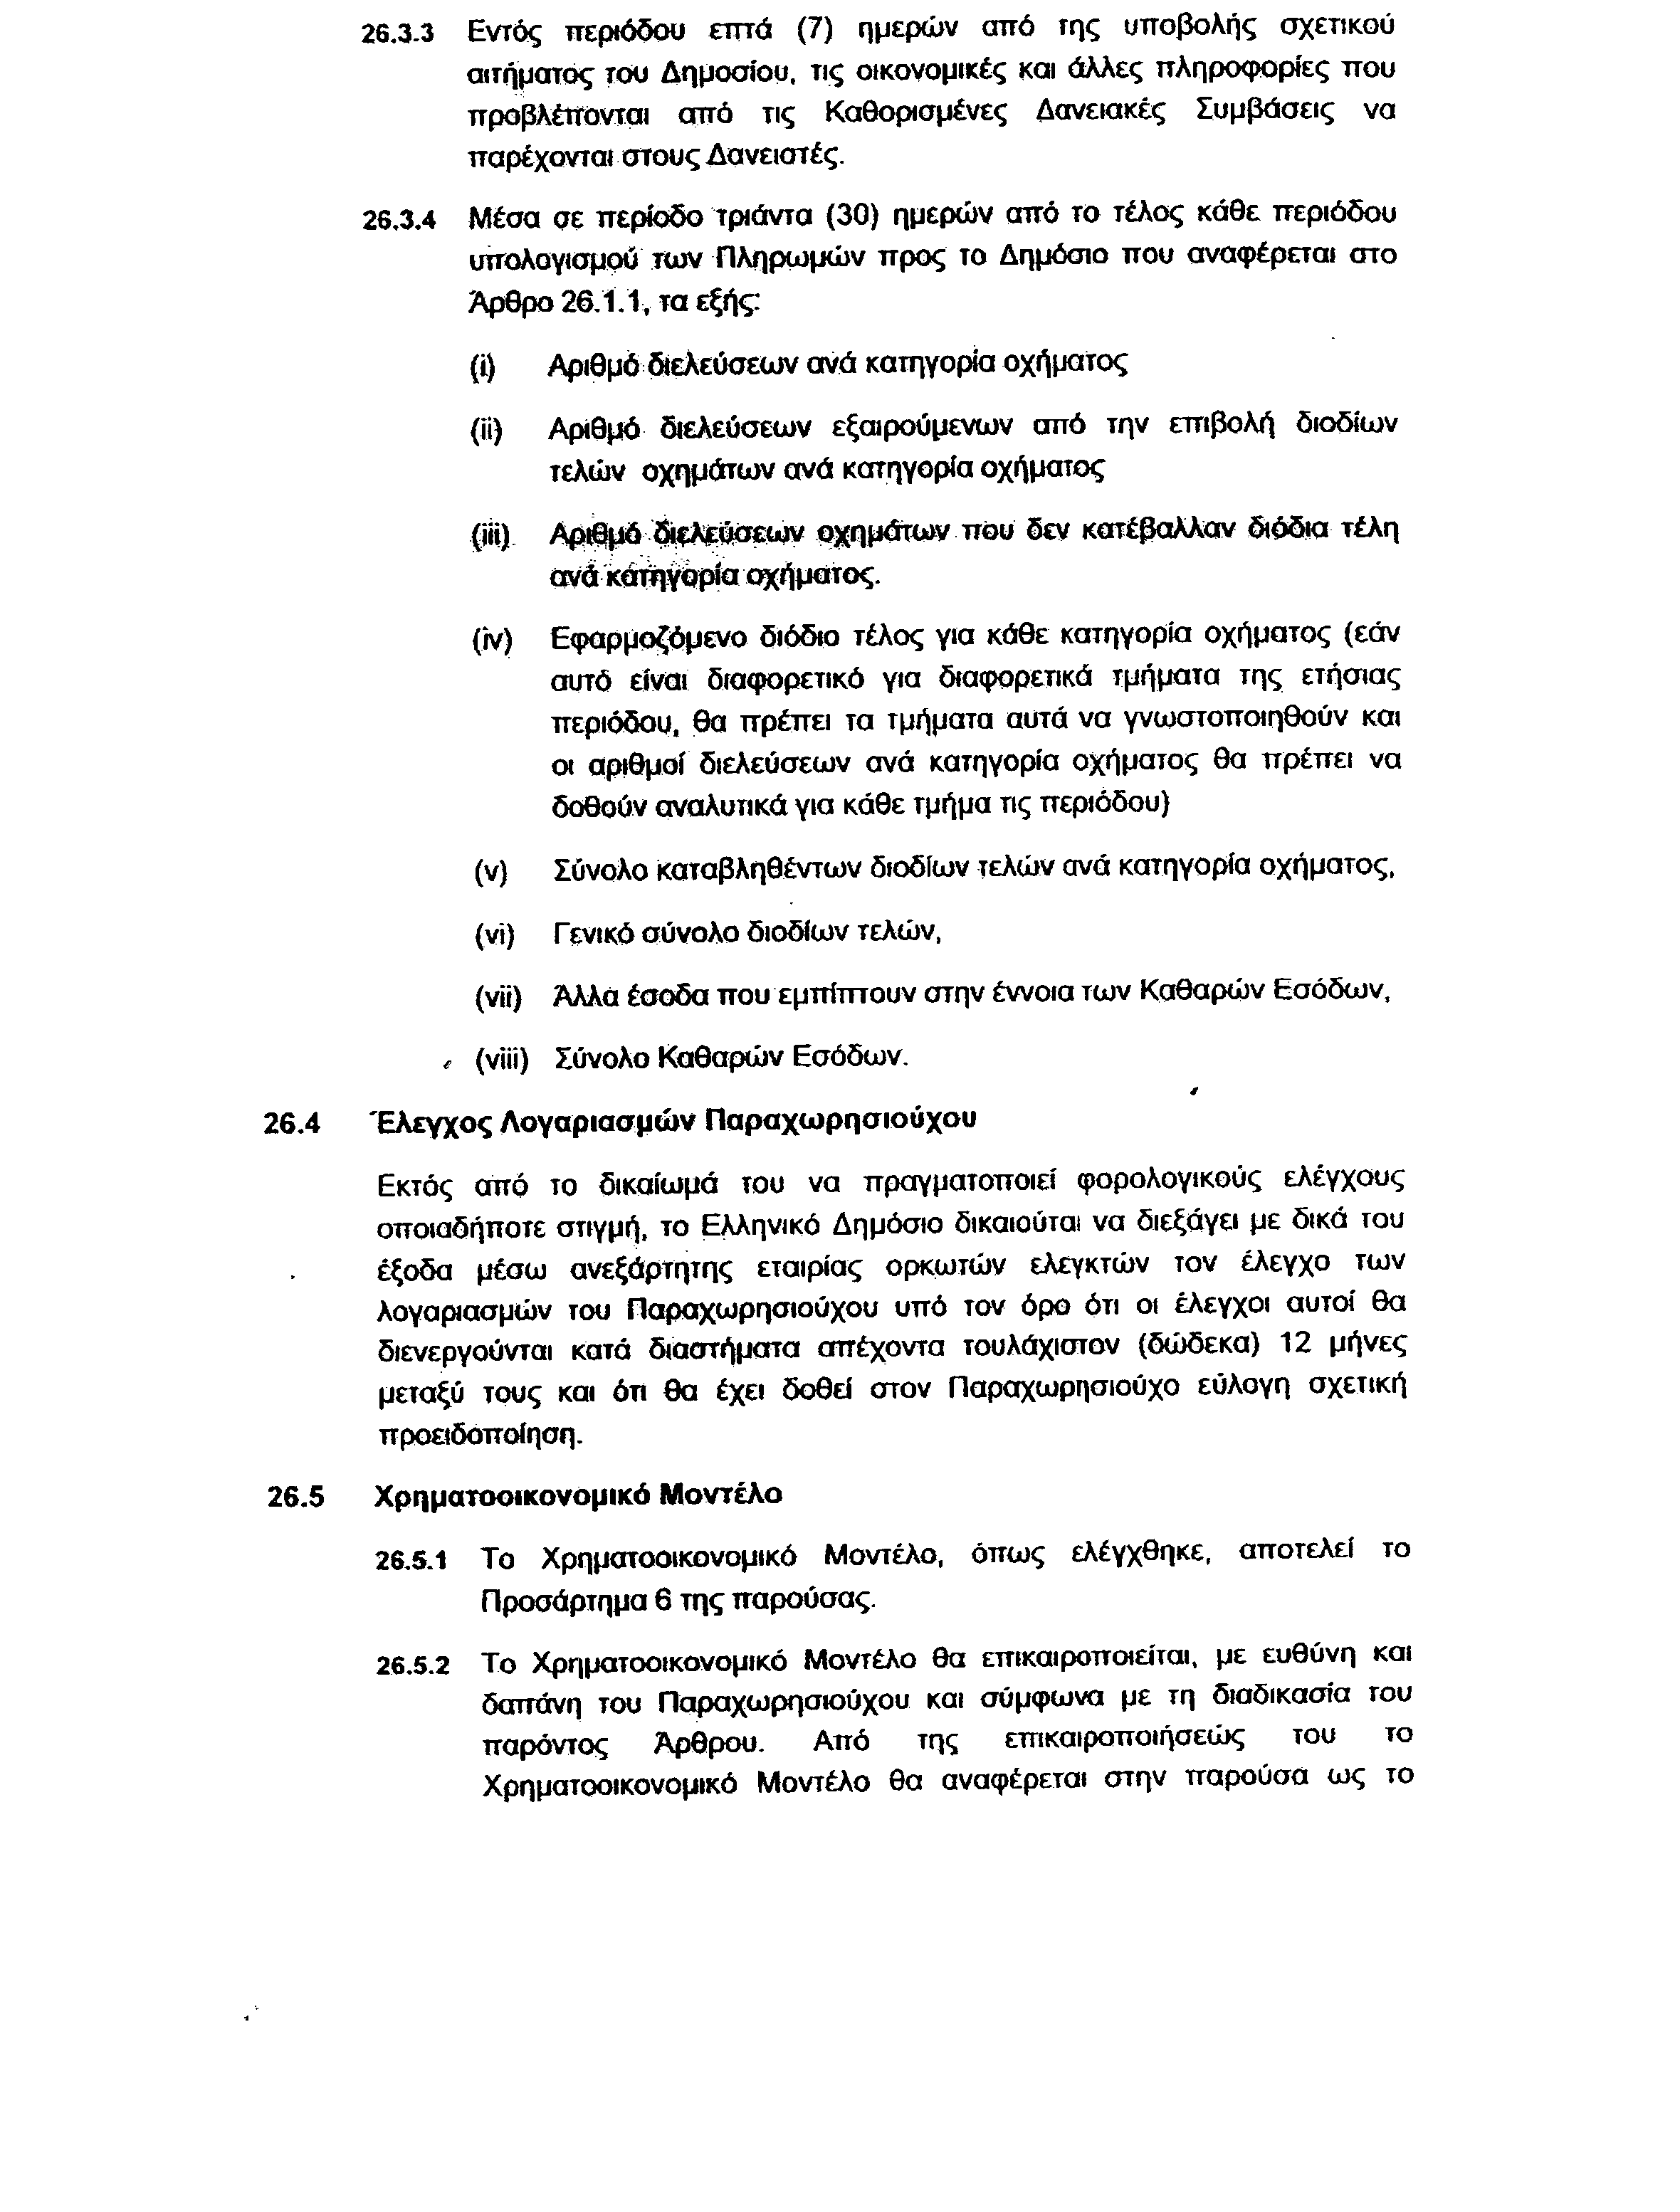 26.3.3 Εντός περιόδου επτά (7) ημερών από της υποβολής σχετικού
αιτήματος του Δημοσίου, τις οικονομικές και άλλες πληροφορίες που
προβλέπονται από τις Καθορισμένες Δανειακές Συμβάσεις να
παρέχονται στους Δανειστές.
26.3.4 Μέσα σε περίοδο τριάντα (30) ημερών από το τέλος κάθε περιόδου
υπολογισμού των Πληρωμών προς το Δημόσιο που αναφέρεται στο
Άρθρο 26.1.1, τα εξής:
(i) Αριθμό διελεύσεων ανά κατηγορία οχήματος
(ii) Αριθμό διελεύσεων εξαιρούμενων από την επιβολή διοδίων
τελών οχημάτων ανά κατηγορία οχήματος
(iii) Αριθμό διελεύσεων οχημάτων που δεν κατέβαλλαν διόδια τέλη
ανά κατηγορία οχήματος.
(iv) Εφαρμοζόμενο διόδιο τέλος για κάθε κατηγορία οχήματος (εάν
αυτό είναι διαφορετικό για διαφορετικά τμήματα της ετήσιας
περιόδου, θα πρέπει τα τμήματα αυτά να γνωστοποιηθούν και
οι αριθμοί διελεύσεων ανά κατηγορία οχήματος θα πρέπει να
δοθούν αναλυτικά για κάθε τμήμα τις περιόδου)
(v) Σύνολο καταβληθέντων διοδίων τελών ανά κατηγορία οχήματος,
(vi) Γενικό σύνολο διοδίων τελών,
(vii) Άλλα έσοδα που εμπίπτουν στην έννοια των Καθαρών Εσόδων,
(viii) Σύνολο Καθαρών Εσόδων.
26.4 Έλεγχος Λογαριασμών Παραχωρησιούχου
Εκτός από το δικαίωμά του να πραγματοποιεί φορολογικούς ελέγχους
οποιαδήποτε στιγμή, το Ελληνικό Δημόσιο δικαιούται να διεξάγει με δικά του
έξοδα μέσω ανεξάρτητης εταιρίας ορκωτών ελεγκτών τον έλεγχο των
λογαριασμών του Παραχωρησιούχου υπό τον όρο ότι οι έλεγχοι αυτοί θα
διενεργούνται κατά διαστήματα απέχοντα τουλάχιστον (δώδεκα) 12 μήνες
μεταξύ τους και ότι θα έχει δοθεί στον Παραχωρησιούχο εύλογη σχετική
προειδοποίηση.
26.5 Χρηματοοικονομικό Μοντέλο
26.5.1 Το Χρηματοοικονομικό Μοντέλο, όπως ελέγχθηκε, αποτελεί το
Προσάρτημα 6 της παρούσας.
26.5.2 Το Χρηματοοικονομικό Μοντέλο θα επικαιροποιείται, με ευθύνη και
δαπάνη του Παραχωρησιούχου και σύμφωνα με τη διαδικασία του
παρόντος Άρθρου. Από της επικαιροποιήσεώς του το
Χρηματοοικονομικό Μοντέλο θα αναφέρεται στην παρούσα ως το